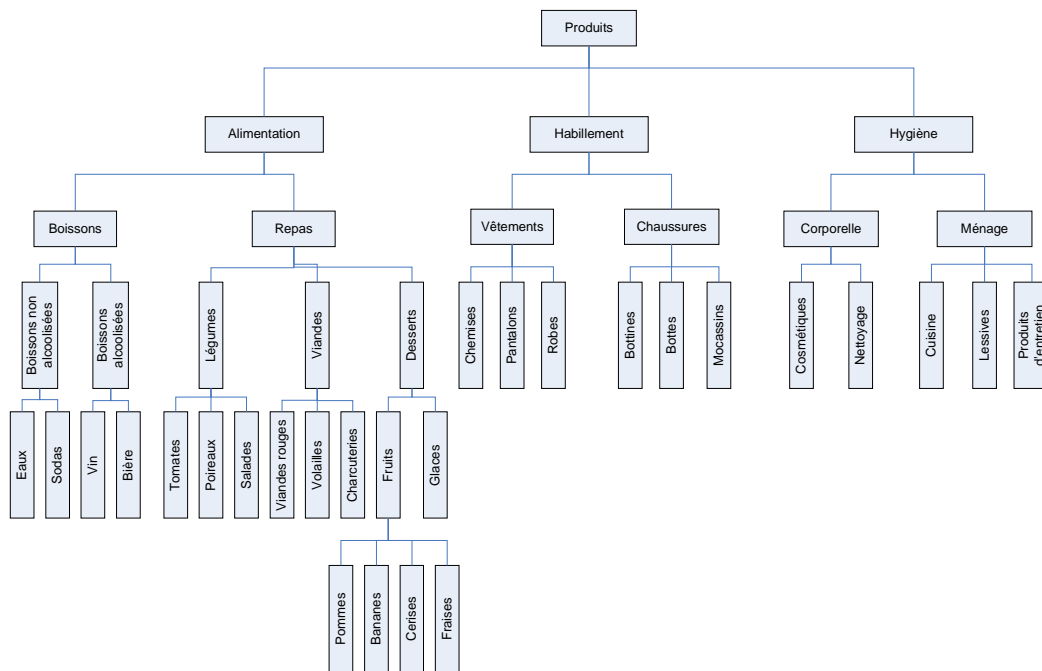 Produits
Alimentation
Habillement
Hygiène
Boissons
Repas
Vêtements
Chaussures
Corporelle
Ménage
Boissons non
alcoolisées
Boissons
alcoolisées
Légumes
Viandes
Desserts
Chemises
Pantalons
Robes
Bottines
Bottes
Mocassins
Cosmétiques
Nettoyage
Cuisine
Lessives
Produits
d'entretien
Eaux
Sodas
Vin
Bière
Tomates
Poireaux
Salades
Viandes rouges
Volailles
Charcuteries
Fruits
Glaces
Pommes
Bananes
Cerises
Fraises